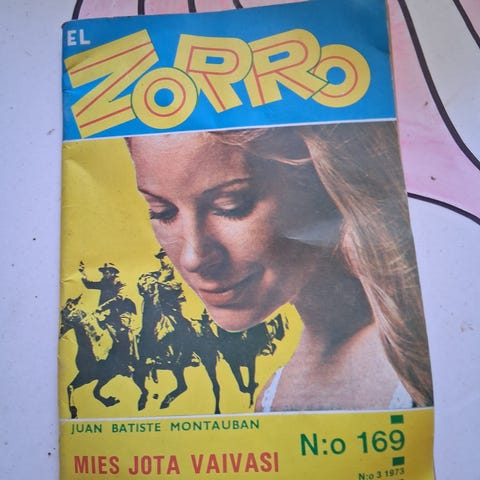 EL
ZORRO
JUAN BATISTE MONTAUBAN
N:o 169
MIES JOTA VAIVASI
N:o 3 1973